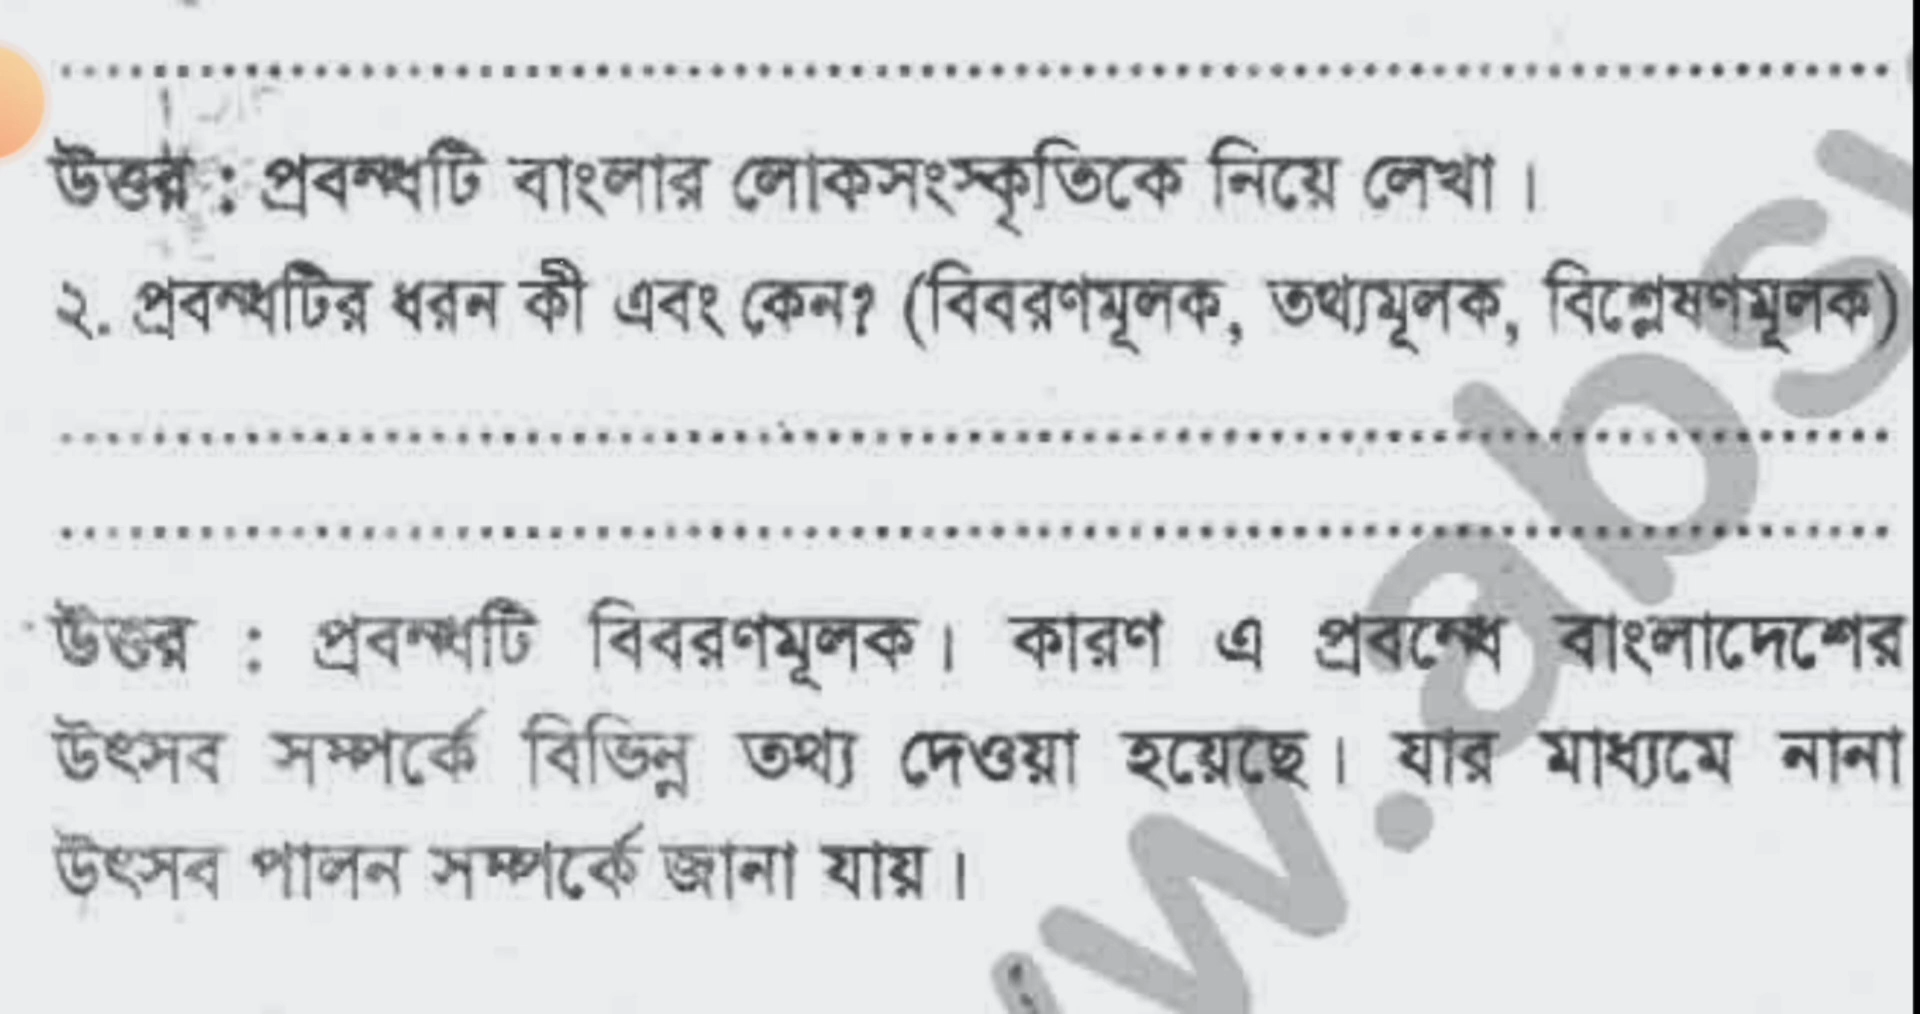 উত্তর : প্রবন্ধটি বাংলার লোকসংস্কৃতিকে নিয়ে লেখা।
২. প্রবন্ধটির ধরন কী এবং কেন? (বিবরণমূলক, তথ্যমূলক, বিশ্লেষণমূলক)
উত্তর : প্রবন্ধটি বিবরণমূলক। কারণ এ প্রবন্ধে বাংলাদেশের
উৎসব সম্পর্কে বিভিন্ন তথ্য দেওয়া হয়েছে। যার মাধ্যমে নানা
উৎসব পালন সম্পর্কে জানা যায়।